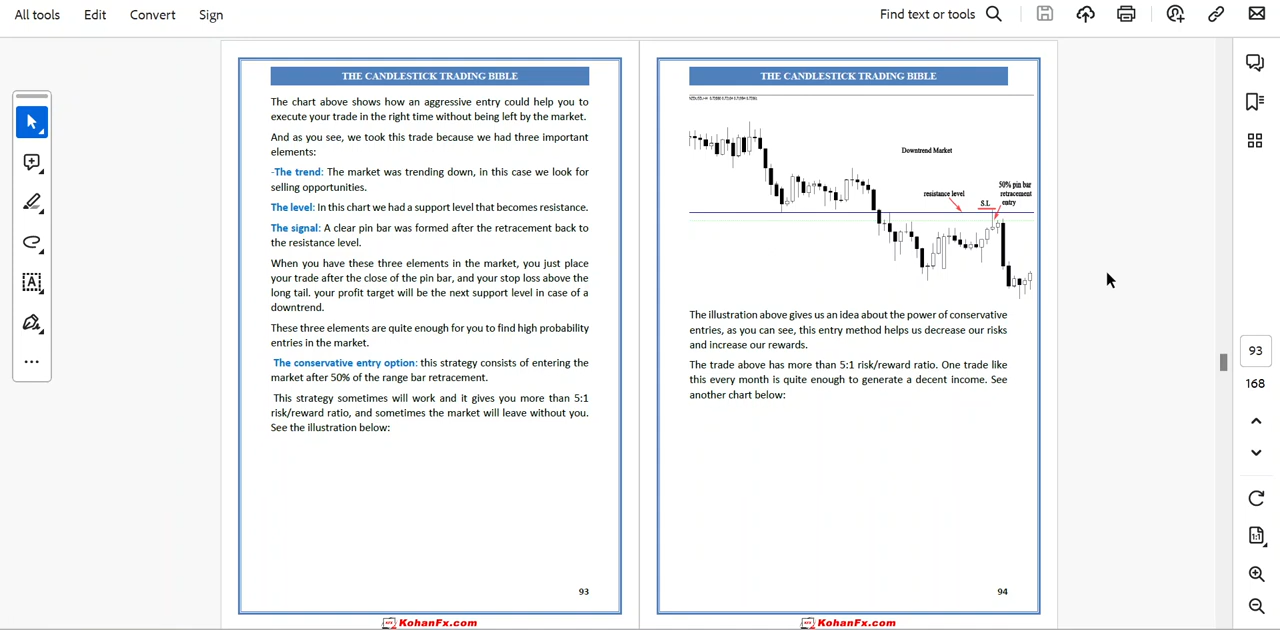 All tools Edit Convert Sign Find text or tools
THE CANDLESTICK TRADING BIBLE
The chart above shows how an aggressive entry could help you to
execute your trade in the right time without being left by the market.
And as you see, we took this trade because we had three important
elements:
-The trend: The market was trending down, in this case we look for
selling opportunities.
The level: In this chart we had a support level that becomes resistance.
The signal: A clear pin bar was formed after the retracement back to
the resistance level.
When you have these three elements in the market, you just place
your trade after the close of the pin bar, and your stop loss above the
long tail. your profit target will be the next support level in case of a
downtrend.
These three elements are quite enough for you to find high probability
entries in the market.
The conservative entry option: this strategy consists of entering the
market after 50% of the range bar retracement.
This strategy sometimes will work and it gives you more than 5:1
risk/reward ratio, and sometimes the market will leave without you.
See the illustration below:
93
KohanFx.com
THE CANDLESTICK TRADING BIBLE
Downtrend Market
resistance level
S.L
50% pin bar
retracement
entry
The illustration above gives us an idea about the power of conservative
entries, as you can see, this entry method helps us decrease our risks
and increase our rewards.
The trade above has more than 5:1 risk/reward ratio. One trade like
this every month is quite enough to generate a decent income. See
another chart below:
94
KohanFx.com
93
168
1:1